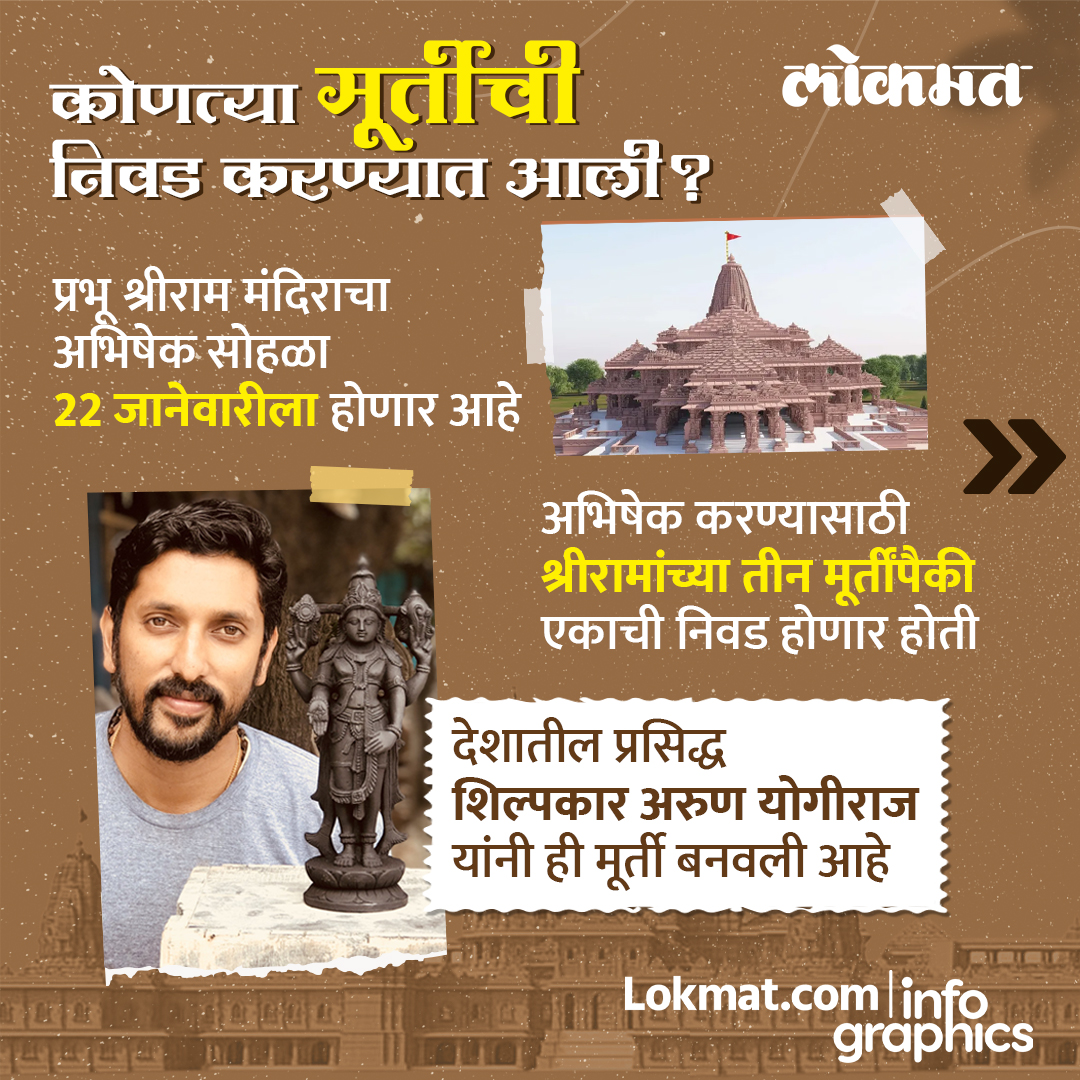 कोणत्या मूर्तीची
निवड करण्यात आली?
लोकमत
प्रभू श्रीराम मंदिराचा
अभिषेक सोहळा
22 जानेवारीला होणार आहे
अभिषेक करण्यासाठी
श्रीरामांच्या तीन मूर्तींपैकी
एकाची निवड होणार होती
देशातील प्रसिद्ध
शिल्पकार अरुण योगीराज
यांनी ही मूर्ती बनवली आहे
Lokmat.com | info
graphics